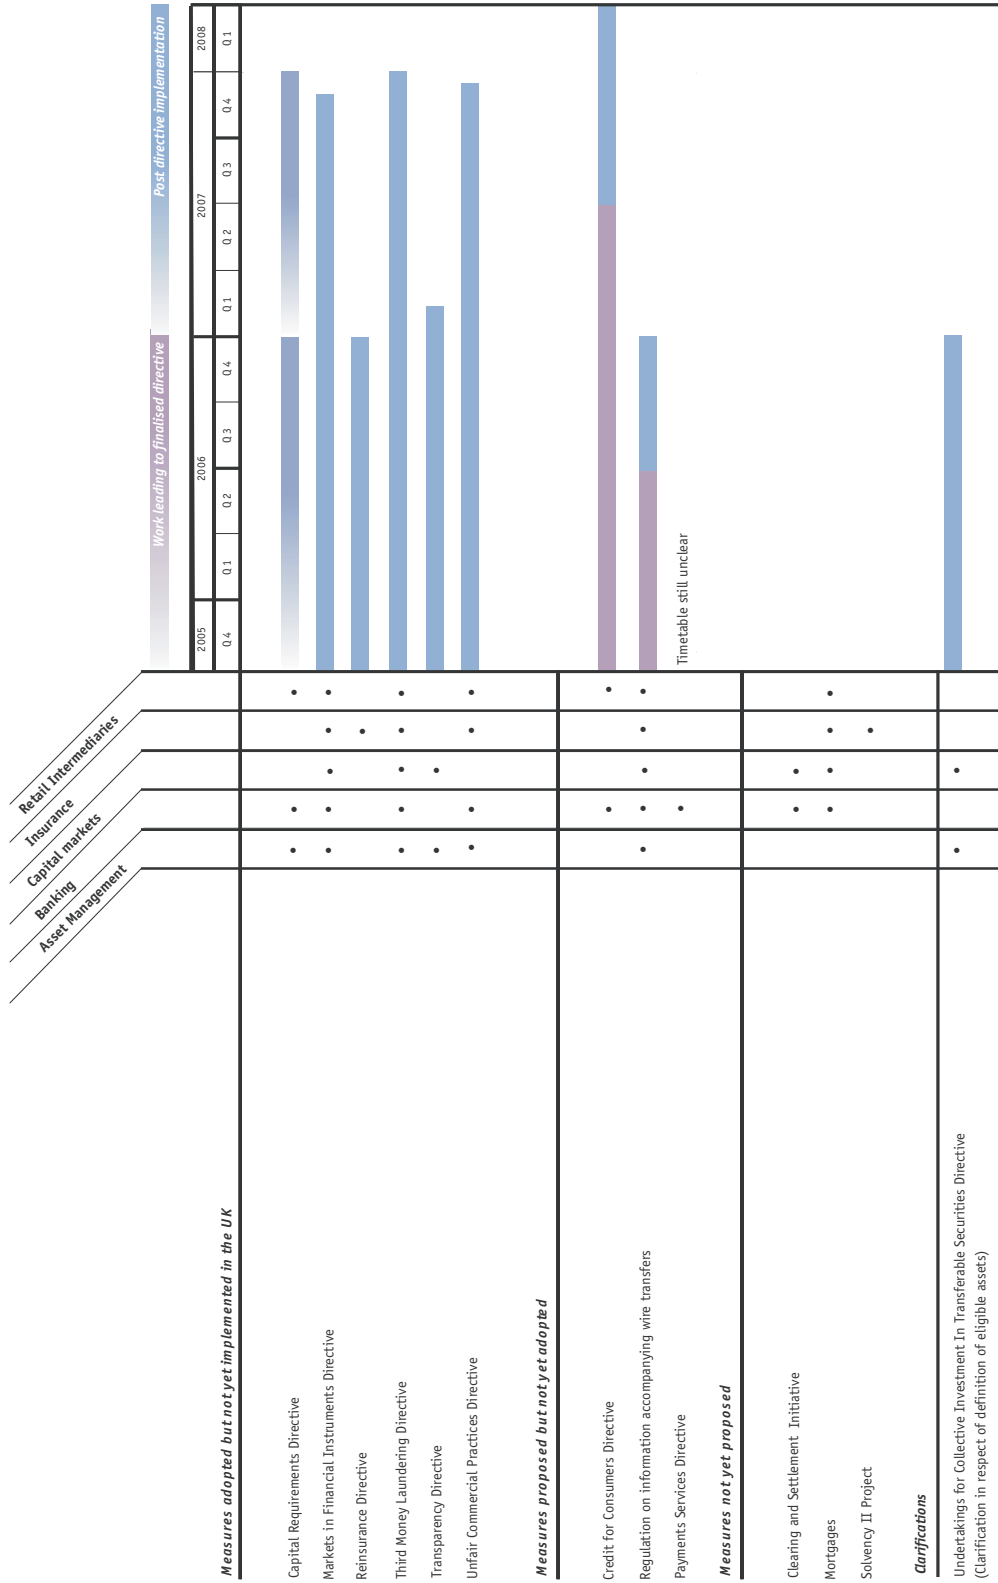 Work leading to finalised directive
Post directive implementation
2005
2006
2007
2008
Retail Intermediaries
Insurance
Capital markets
Banking
Asset Management
Q4
Q1
Q2
Q3
Q4
Q1
Q2
Q3
Q4
Q1
Measures adopted but not yet implemented in the UK
Capital Requirements Directive
Markets in Financial Instruments Directive
Reinsurance Directive
Third Money Laundering Directive
Transparency Directive
Unfair Commercial Practices Directive
Measures proposed but not yet adopted
Credit for Consumers Directive
Regulation on information accompanying wire transfers
Payments Services Directive
Timetable still unclear
Measures not yet proposed
Clearing and Settlement Initiative
Mortgages
Solvency II Project
Clarifications
Undertakings for Collective Investment In Transferable Securities Directive
(Clarification in respect of definition of eligible assets)